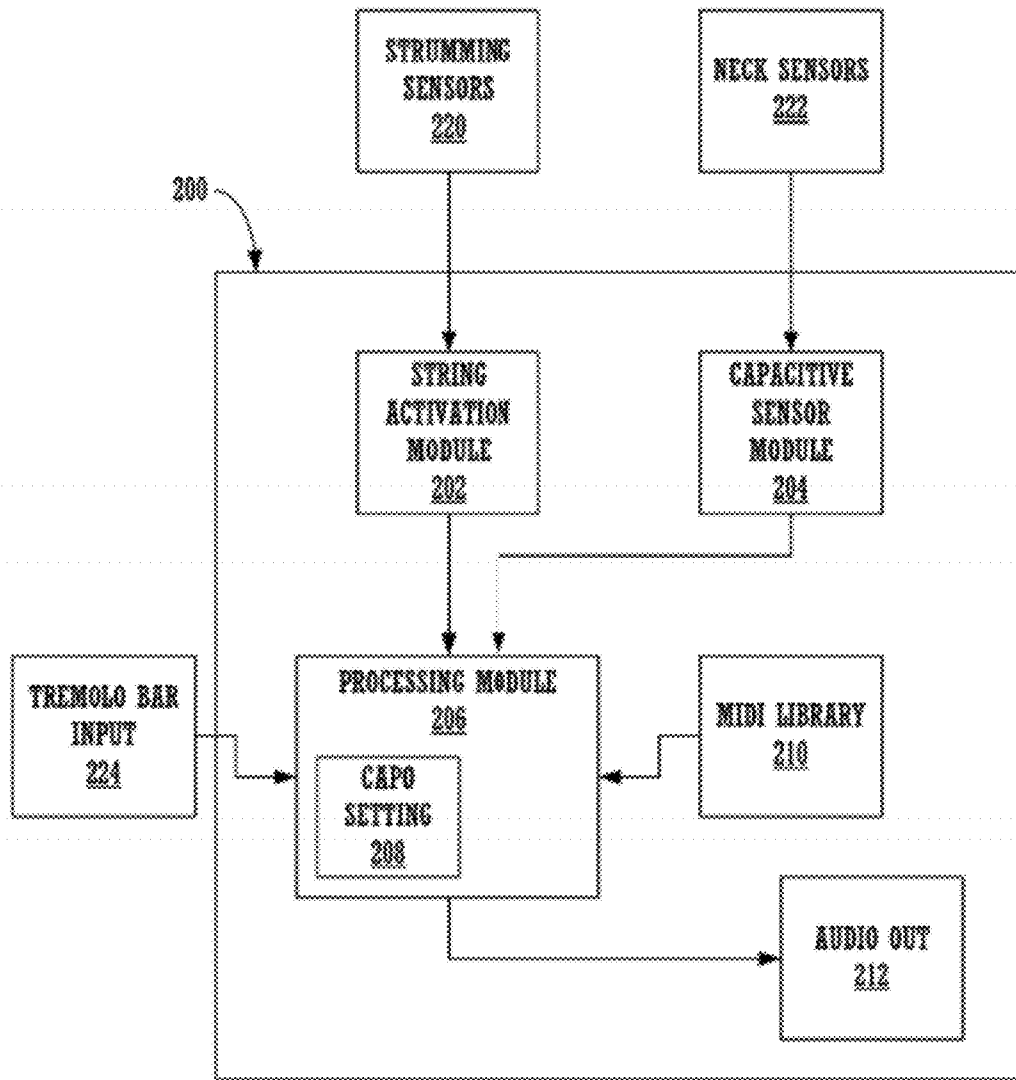 STRUMMING
SENSORS
220
NECK SENSORS
222
200
STRING
ACTIVATION
MODULE
202
CAPACITIVE
SENSOR
MODULE
204
TREMOLO BAR
INPUT
224
PROCESSING MODULE
206
CAPO
SETTING
208
MIDI LIBRARY
210
AUDIO OUT
212